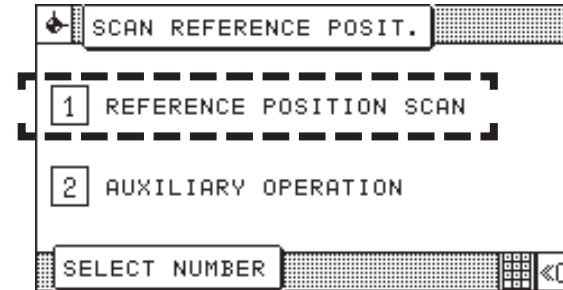 SCAN REFERENCE POSIT.
1 REFERENCE POSITION SCAN
2 AUXILIARY OPERATION
SELECT NUMBER